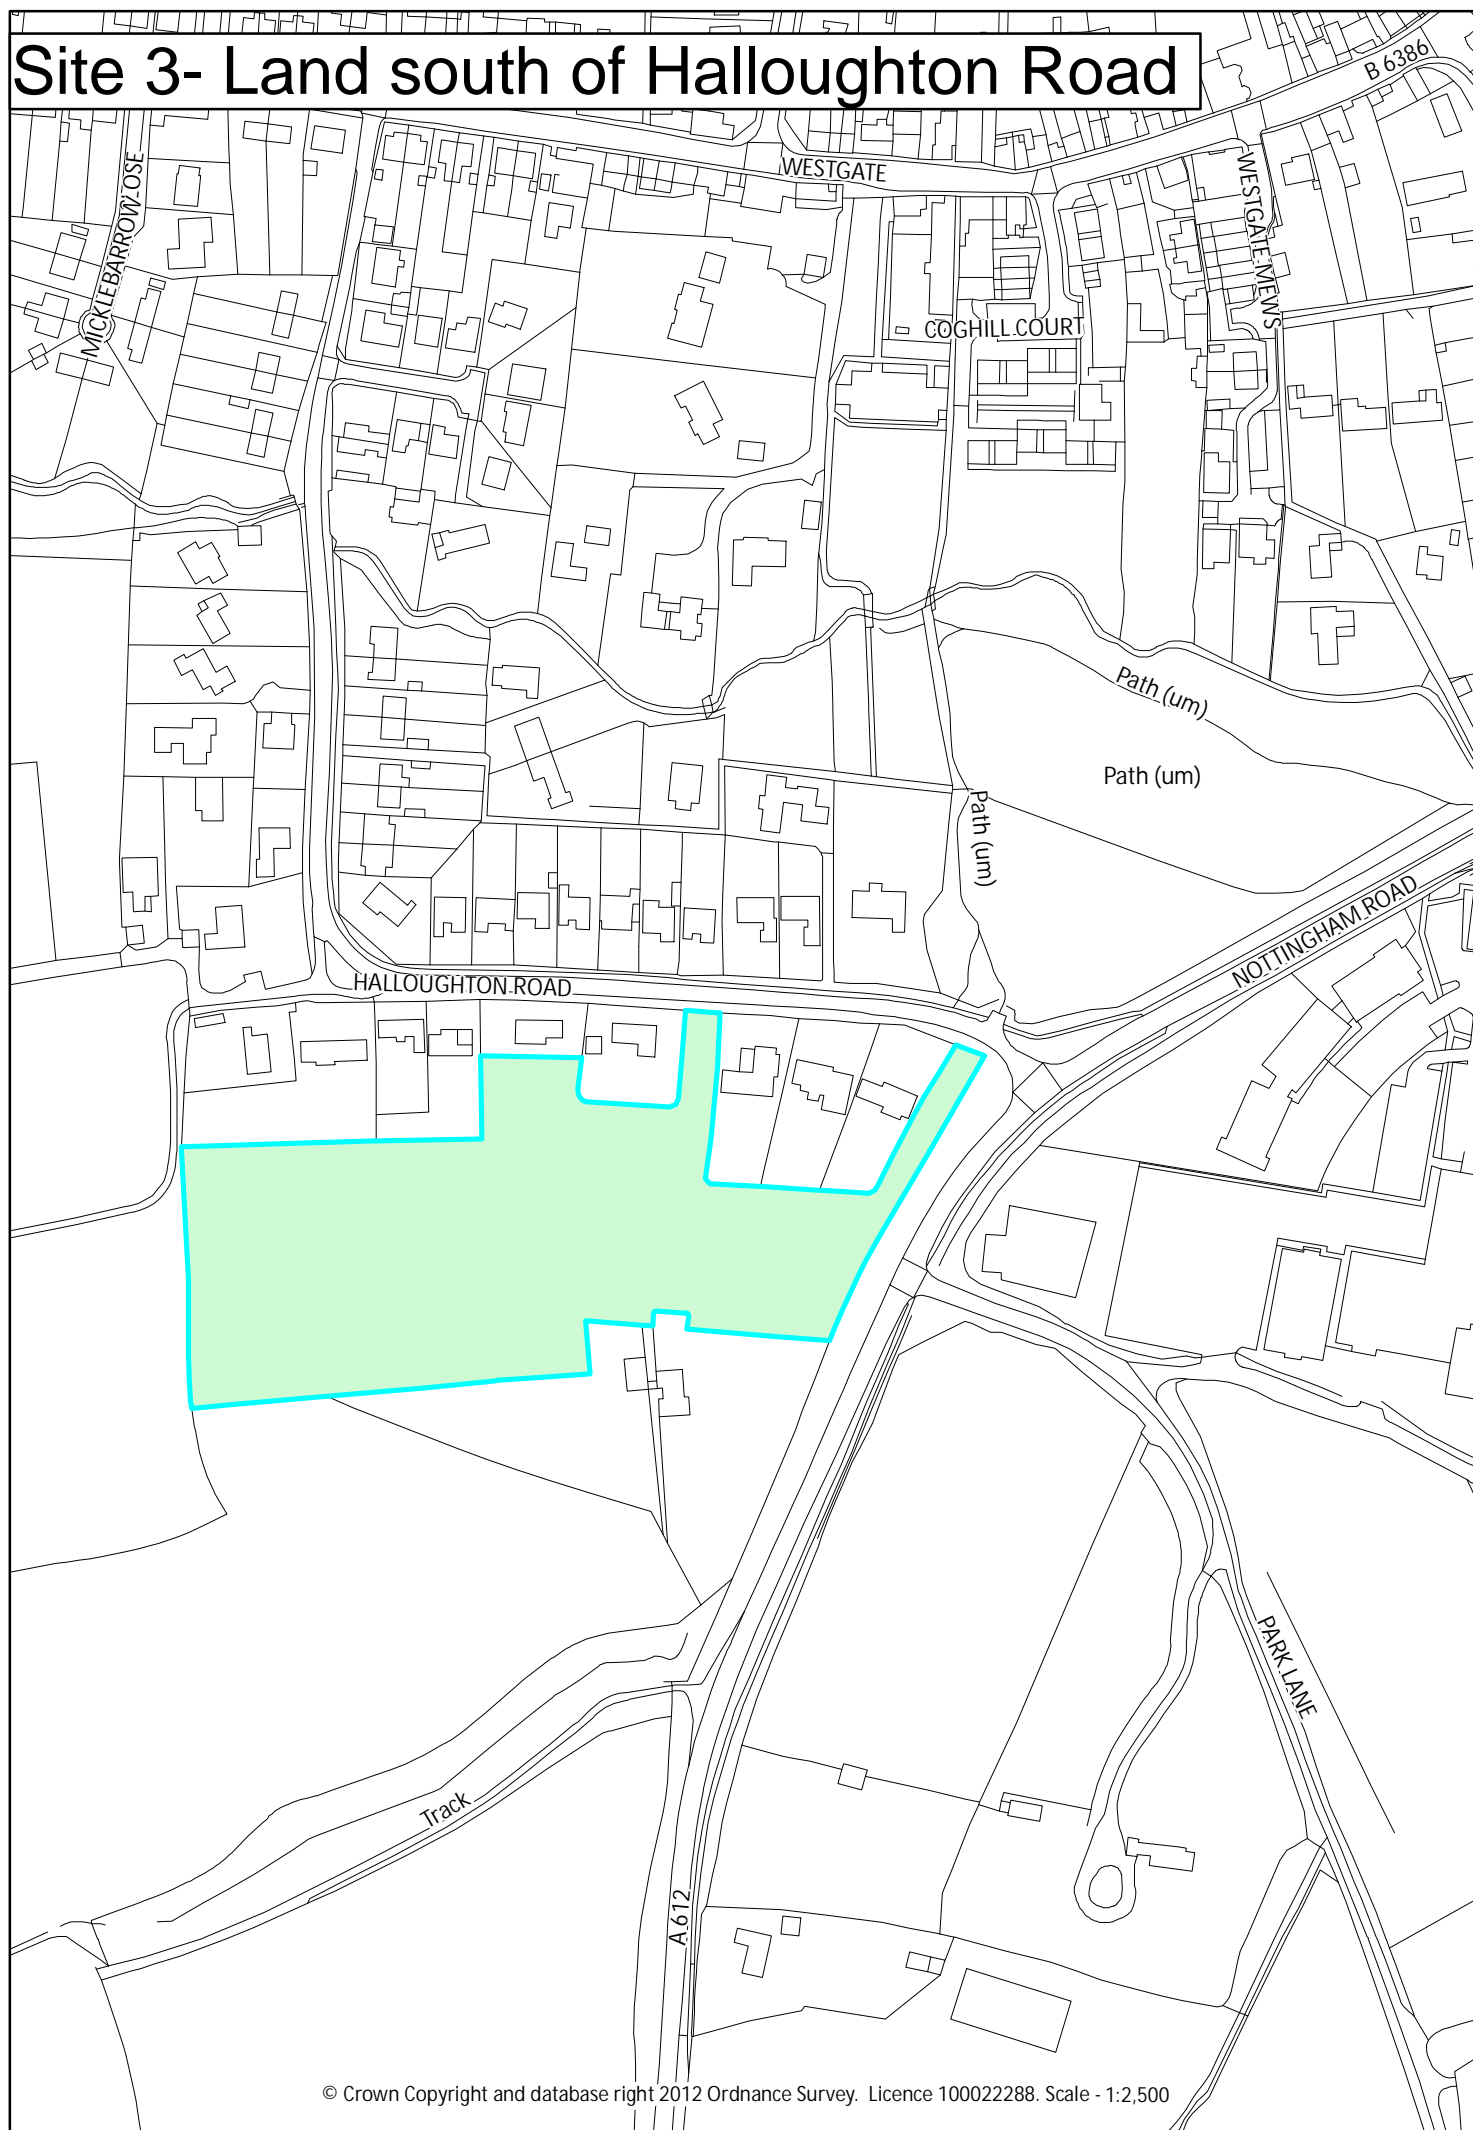 Site 3- Land south of Halloughton Road
B 6386
WESTGATE
MICKLEBARROW LOSE
WESTGATE MEWS
COGHILL COURT
Path (um)
Path (um)
Path (um)
NOTTINGHAM ROAD
HALLOUGHTON ROAD
PARK LANE
Track
A 612
© Crown Copyright and database right 2012 Ordnance Survey. Licence 100022288. Scale - 1:2,500